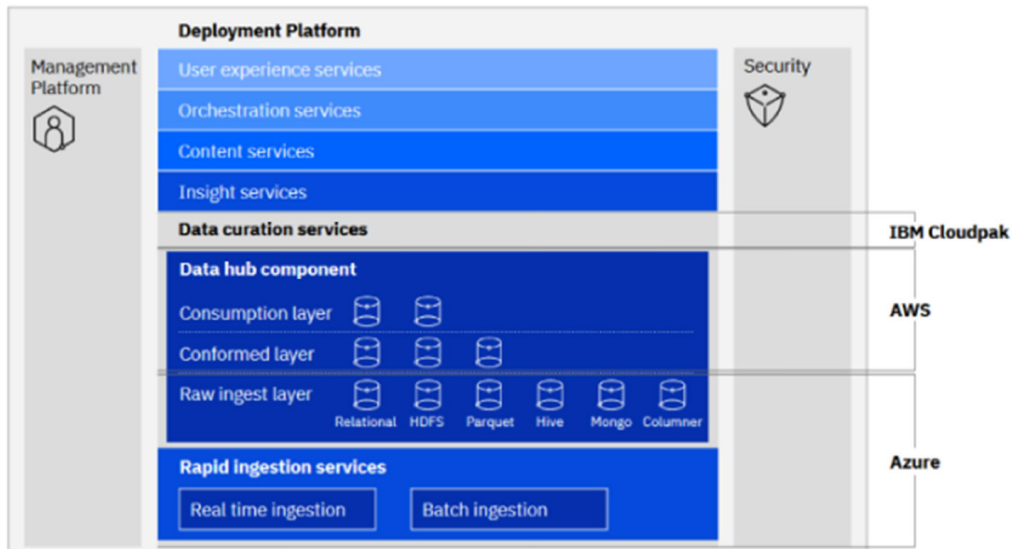 Deployment Platform
Management
Platform
User experience services
Orchestration services
Content services
Insight services
Data curation services
Data hub component
Consumption layer
Conformed layer
Raw ingest layer
Relational HDFS Parquet Hive Mongo Columner
Rapid ingestion services
Real time ingestion Batch ingestion
Security
IBM Cloudpak
AWS
Azure